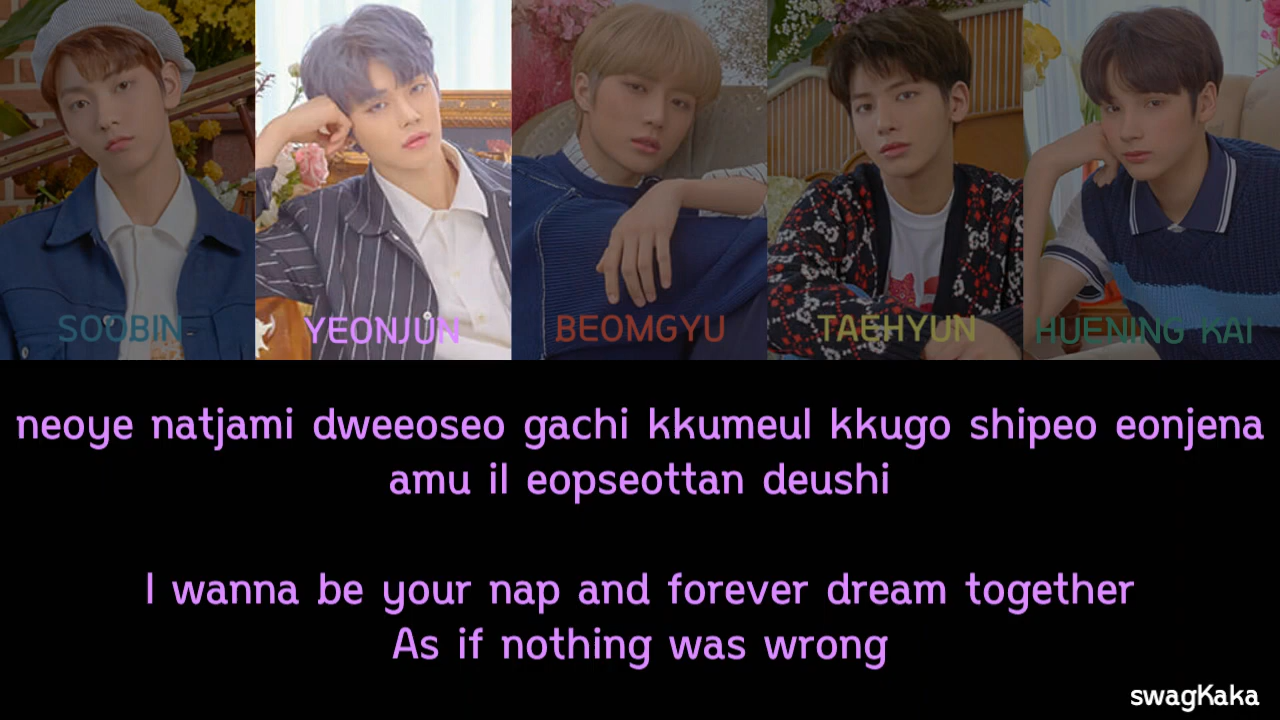 SOOBIN YEONJUN BEOMGYU TAEHYUN HUENING KAI
neoye natjami dweeoseo gachi kkumeul kkugo shipeo eonjena
amu il eopseottan deushi
I wanna be your nap and forever dream together
As if nothing was wrong
swagKaka